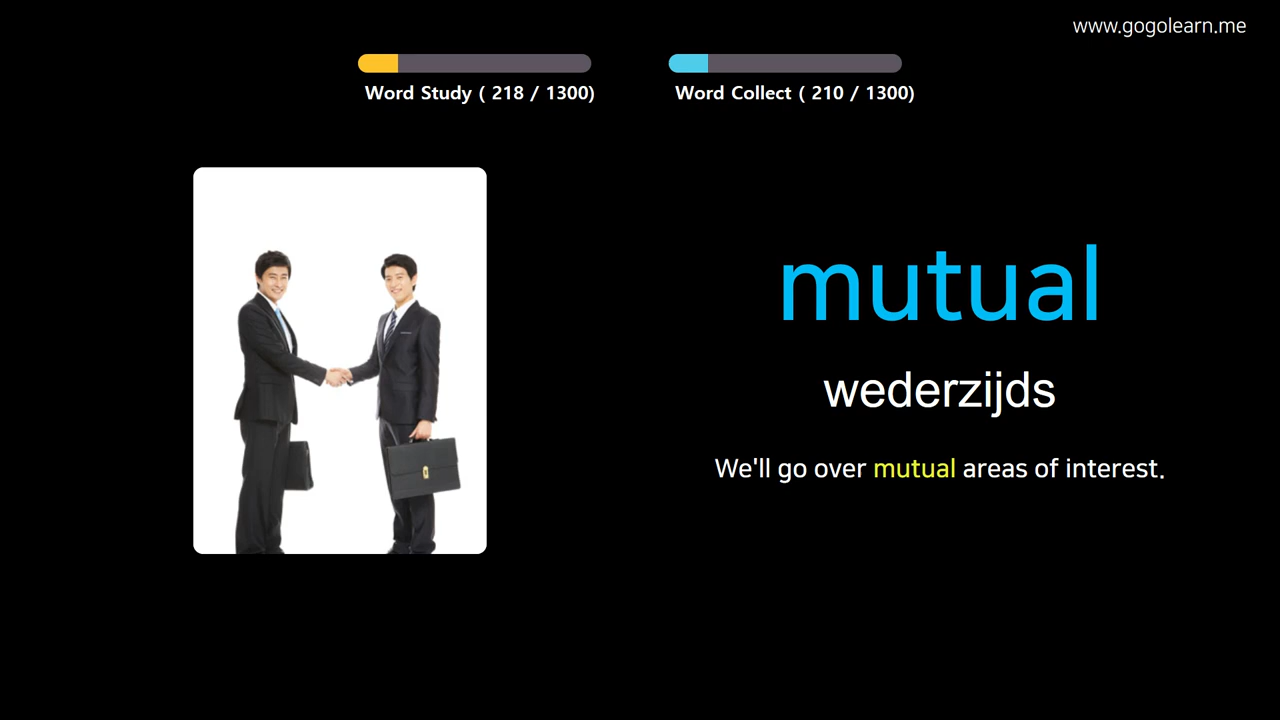 www.gogolearn.me
Word Study ( 218 / 1300)
Word Collect ( 210 / 1300)
mutual
wederzijds
We'll go over mutual areas of interest.